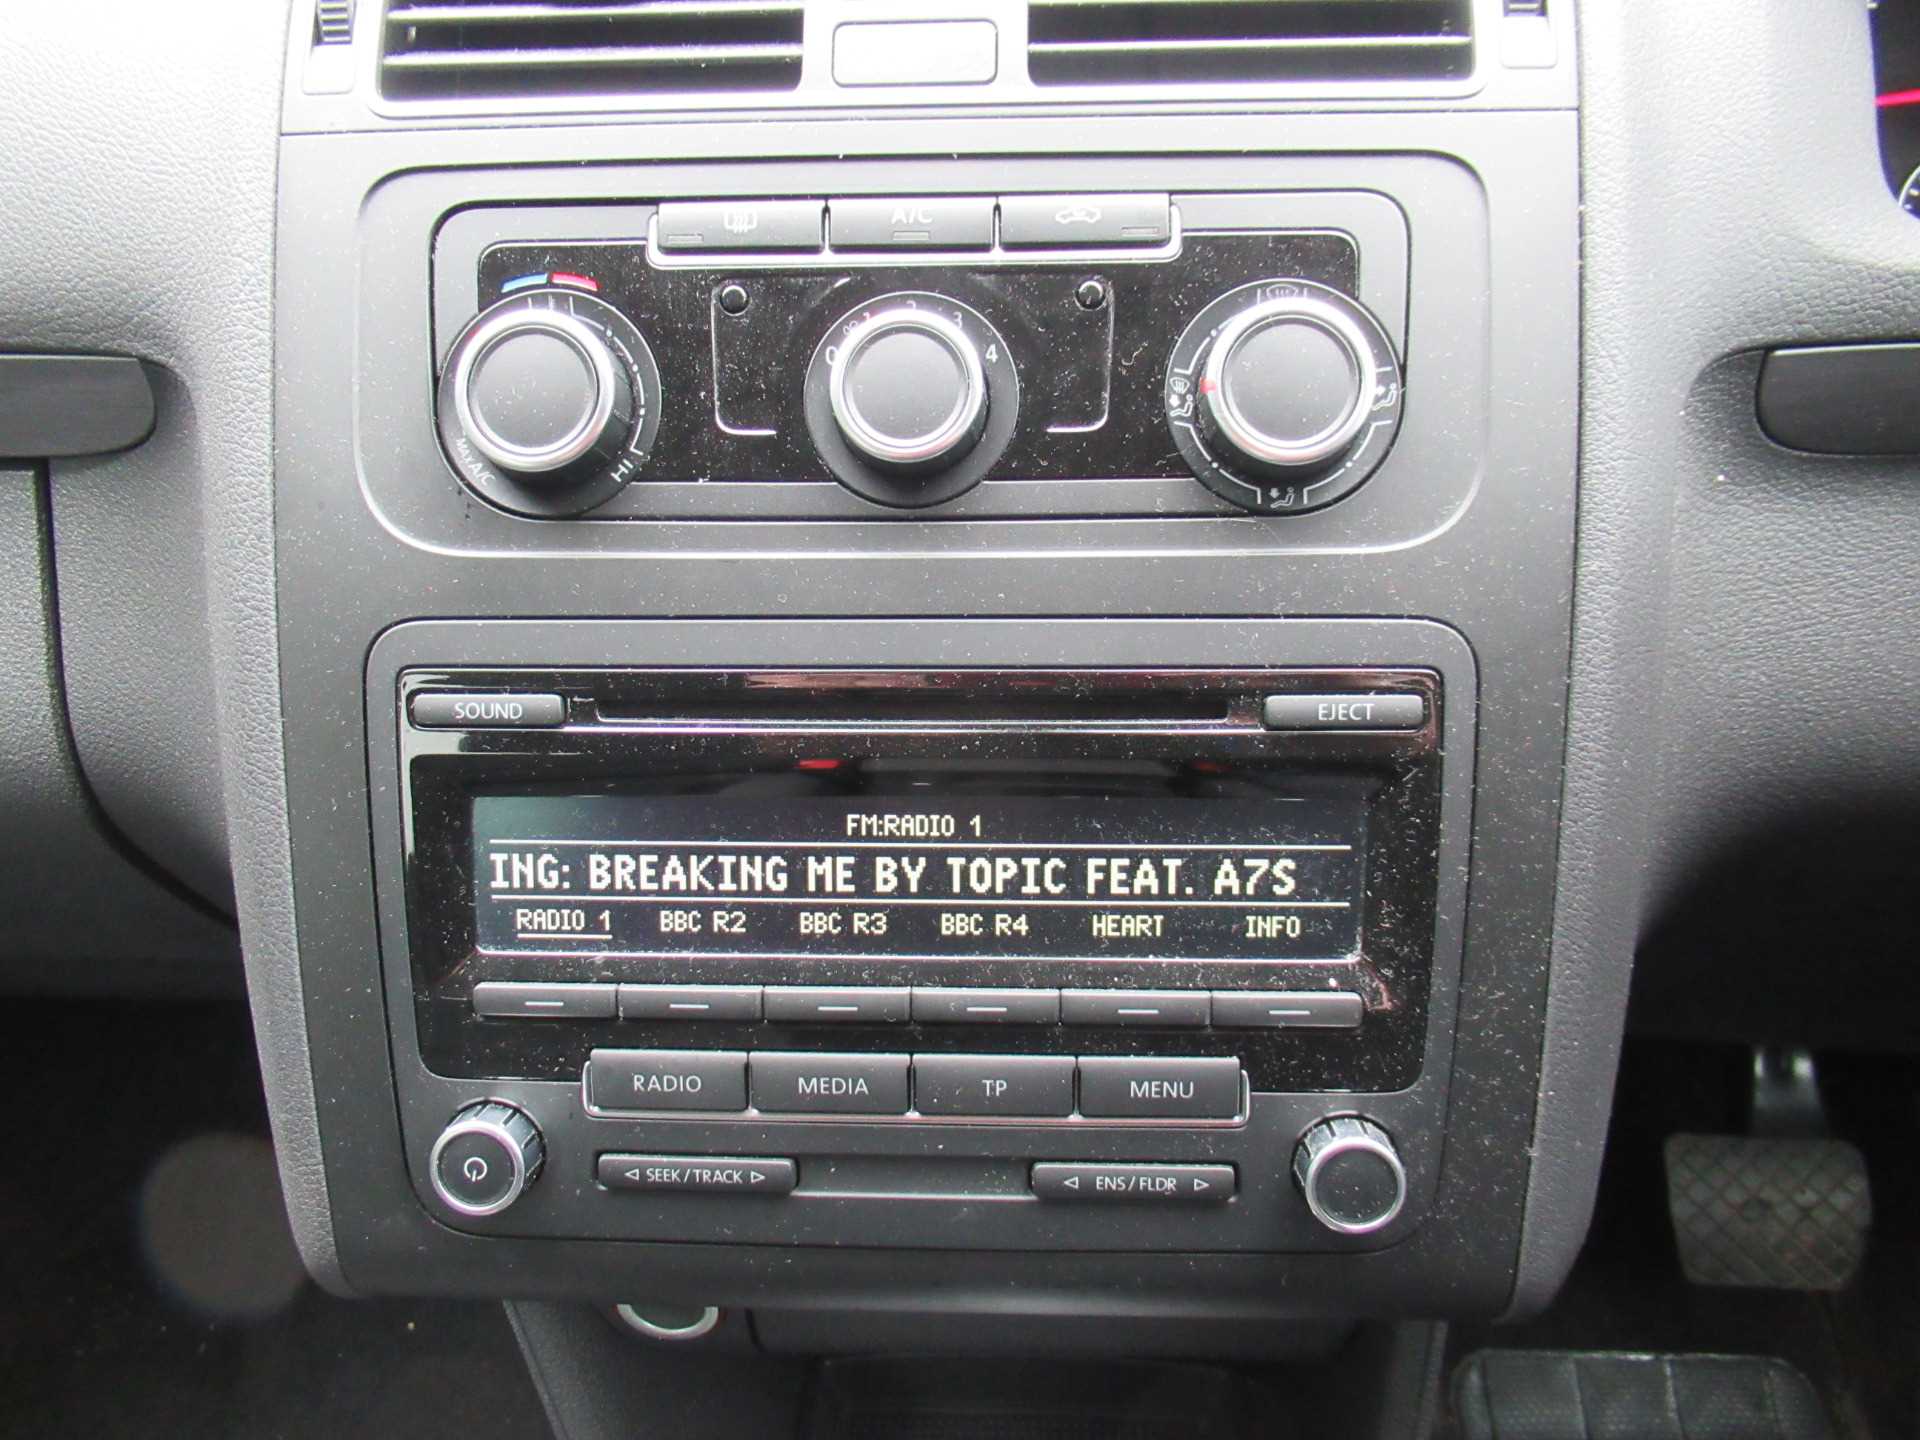 A/C
0 1 2 3 4
MAX A/C HI
SOUND EJECT
FM:RADIO 1
ING: BREAKING ME BY TOPIC FEAT. A7S
RADIO 1 BBC R2 BBC R3 BBC R4 HEART INFO
RADIO MEDIA TP MENU
SEEK/TRACK ENS/FLDR